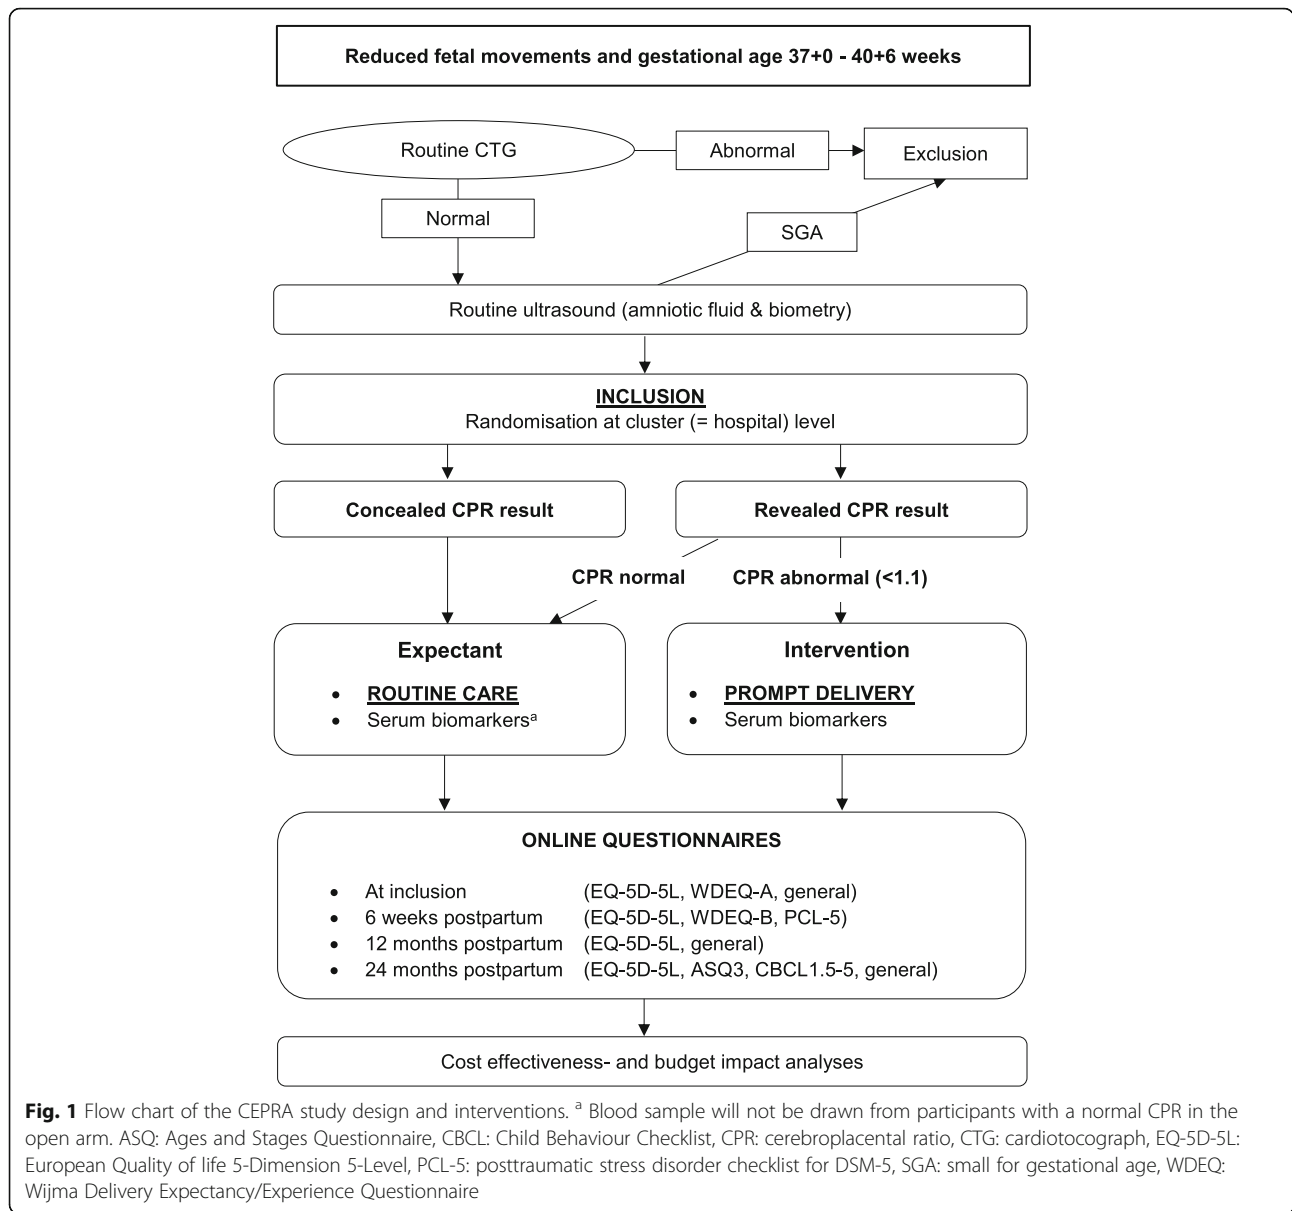 Reduced fetal movements and gestational age 37+0 - 40+6 weeks
Routine CTG
Abnormal
Exclusion
Normal
SGA
Routine ultrasound (amniotic fluid & biometry)
INCLUSION
Randomisation at cluster (= hospital) level
Concealed CPR result
Revealed CPR result
CPR normal
CPR abnormal (<1.1)
Expectant
• ROUTINE CARE
• Serum biomarkersᵃ
Intervention
• PROMPT DELIVERY
• Serum biomarkers
ONLINE QUESTIONNAIRES
• At inclusion (EQ-5D-5L, WDEQ-A, general)
• 6 weeks postpartum (EQ-5D-5L, WDEQ-B, PCL-5)
• 12 months postpartum (EQ-5D-5L, general)
• 24 months postpartum (EQ-5D-5L, ASQ3, CBCL1.5-5, general)
Cost effectiveness- and budget impact analyses
Fig. 1 Flow chart of the CEPRA study design and interventions. ᵃ Blood sample will not be drawn from participants with a normal CPR in the
open arm. ASQ: Ages and Stages Questionnaire, CBCL: Child Behaviour Checklist, CPR: cerebroplacental ratio, CTG: cardiotocograph, EQ-5D-5L:
European Quality of life 5-Dimension 5-Level, PCL-5: posttraumatic stress disorder checklist for DSM-5, SGA: small for gestational age, WDEQ:
Wijma Delivery Expectancy/Experience Questionnaire